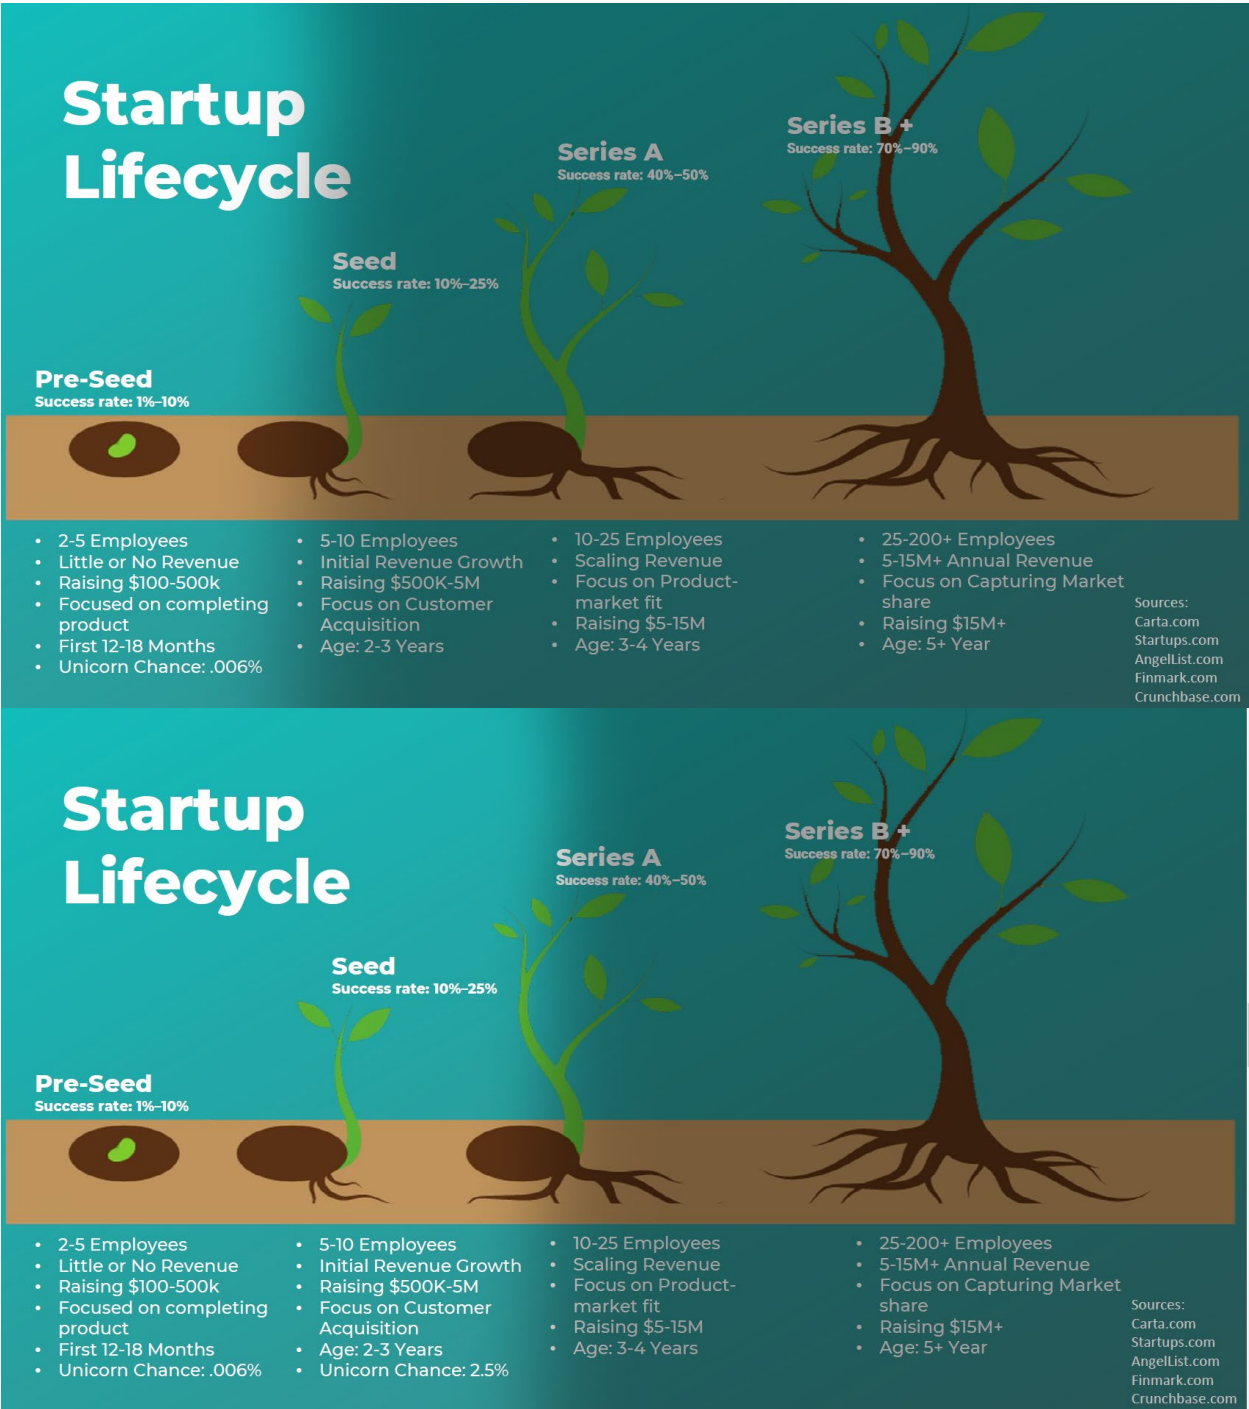 Startup
Lifecycle
Pre-Seed
Success rate: 1%–10%
Seed
Success rate: 10%–25%
Series A
Success rate: 40%–50%
Series B +
Success rate: 70%–90%
• 2-5 Employees
• Little or No Revenue
• Raising $100-500k
• Focused on completing
product
• First 12-18 Months
• Unicorn Chance: .006%
• 5-10 Employees
• Initial Revenue Growth
• Raising $500K-5M
• Focus on Customer
Acquisition
• Age: 2-3 Years
• 10-25 Employees
• Scaling Revenue
• Focus on Product-
market fit
• Raising $5-15M
• Age: 3-4 Years
• 25-200+ Employees
• 5-15M+ Annual Revenue
• Focus on Capturing Market
share
• Raising $15M+
• Age: 5+ Year
Sources:
Carta.com
Startups.com
AngelList.com
Finmark.com
Crunchbase.com
Startup
Lifecycle
Pre-Seed
Success rate: 1%–10%
Seed
Success rate: 10%–25%
Series A
Success rate: 40%–50%
Series B +
Success rate: 70%–90%
• 2-5 Employees
• Little or No Revenue
• Raising $100-500k
• Focused on completing
product
• First 12-18 Months
• Unicorn Chance: .006%
• 5-10 Employees
• Initial Revenue Growth
• Raising $500K-5M
• Focus on Customer
Acquisition
• Age: 2-3 Years
• Unicorn Chance: 2.5%
• 10-25 Employees
• Scaling Revenue
• Focus on Product-
market fit
• Raising $5-15M
• Age: 3-4 Years
• 25-200+ Employees
• 5-15M+ Annual Revenue
• Focus on Capturing Market
share
• Raising $15M+
• Age: 5+ Year
Sources:
Carta.com
Startups.com
AngelList.com
Finmark.com
Crunchbase.com